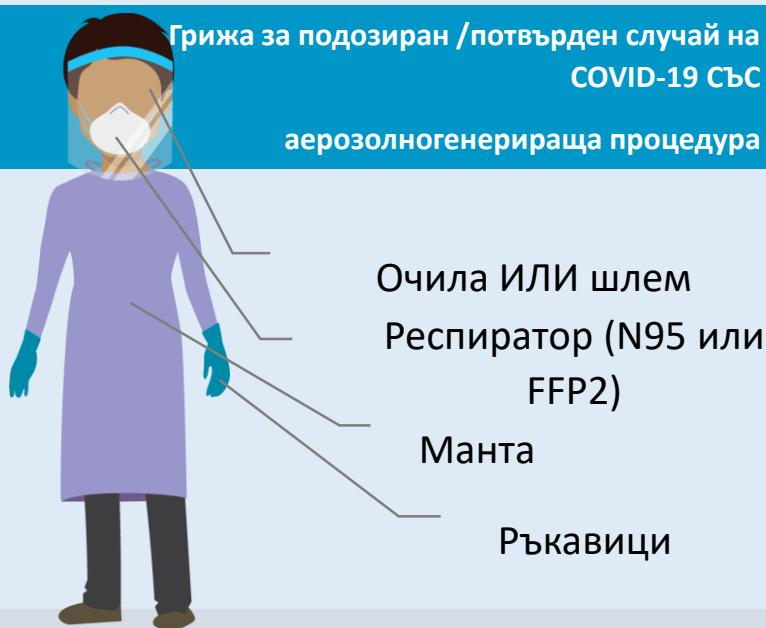 Грижа за подозиран /потвърден случай на
COVID-19 СЪС
аерозолногенерираща процедура
Очила ИЛИ шлем
Респиратор (N95 или
FFP2)
Манта
Ръкавици